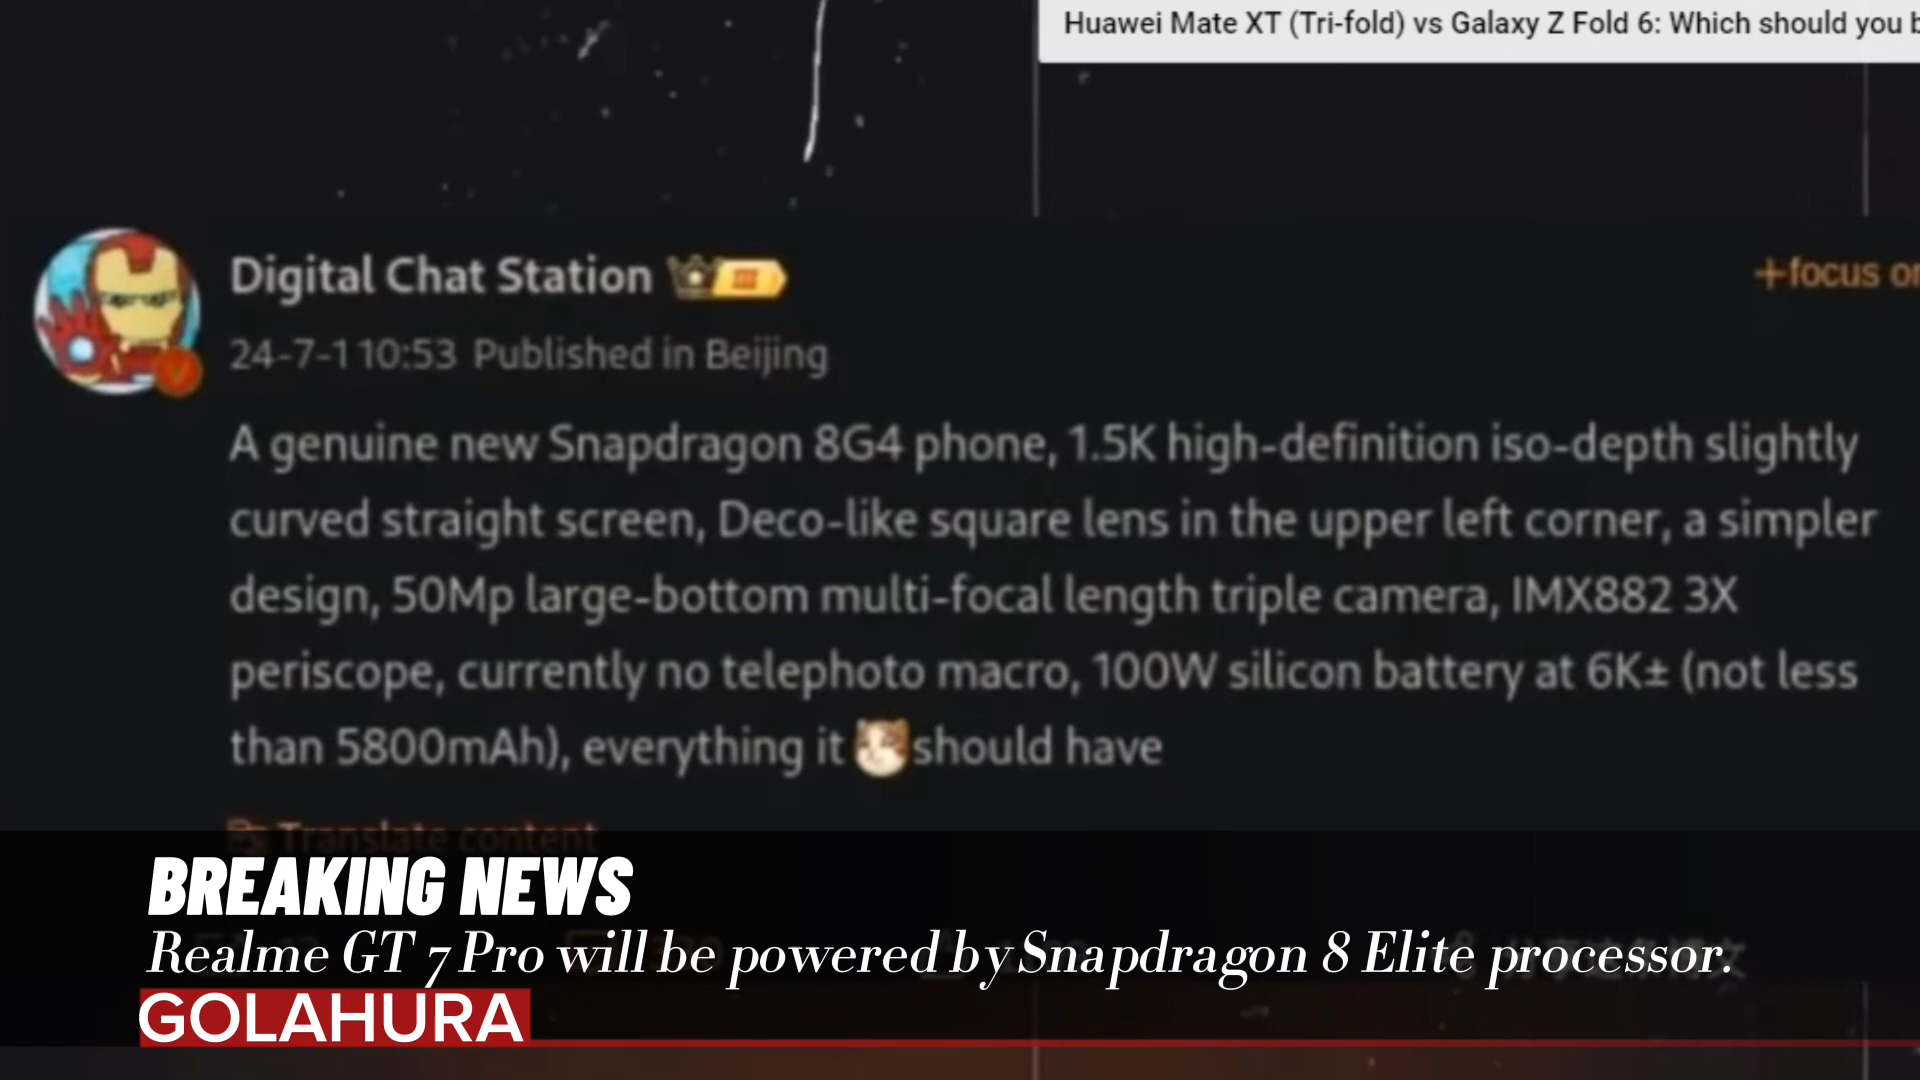 Huawei Mate XT (Tri-fold) vs Galaxy Z Fold 6: Which should you
Digital Chat Station
+focus on
24-7-1 10:53 Published in Beijing
A genuine new Snapdragon 8G4 phone, 1.5K high-definition iso-depth slightly
curved straight screen, Deco-like square lens in the upper left corner, a simpler
design, 50Mp large-bottom multi-focal length triple camera, IMX882 3X
periscope, currently no telephoto macro, 100W silicon battery at 6K± (not less
than 5800mAh), everything it should have
Translate content
BREAKING NEWS
Realme GT 7 Pro will be powered by Snapdragon 8 Elite processor.
GOLAHURA